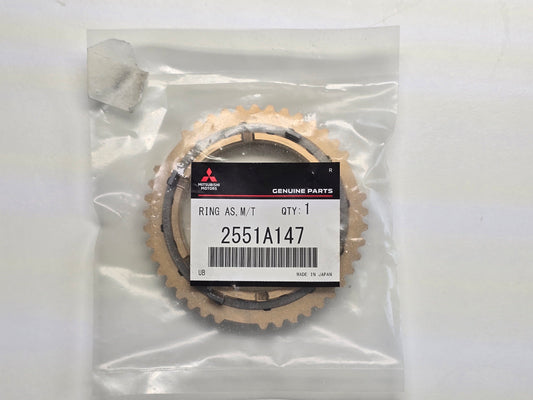 R
MITSUBISHI
MOTORS
GENUINE PARTS
RING AS,M/T QTY: 1
2551A147
UB MADE IN JAPAN